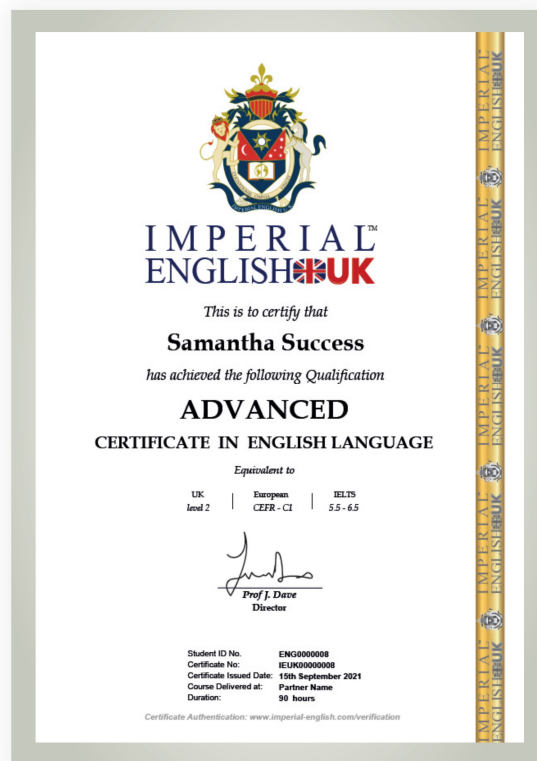 IMPERIAL™
ENGLISH UK
This is to certify that
Samantha Success
has achieved the following Qualification
ADVANCED
CERTIFICATE IN ENGLISH LANGUAGE
Equivalent to
UK European IELTS
level 2 CEFR - C1 5.5 - 6.5
Prof J. Dave
Director
Student ID No. ENG0000008
Certificate No: IEUK00000008
Certificate Issued Date: 15th September 2021
Course Delivered at: Partner Name
Duration: 90 hours
Certificate Authentication: www.imperial-english.com/verification
IMPERIAL
ENGLISH UK
IMPERIAL
ENGLISH UK
IMPERIAL
ENGLISH UK
IMPERIAL
ENGLISH UK
IMPERIAL
ENGLISH UK